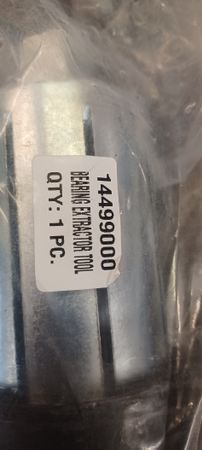 14499000
BEARING EXTRACTOR TOOL
QTY: 1 PC.